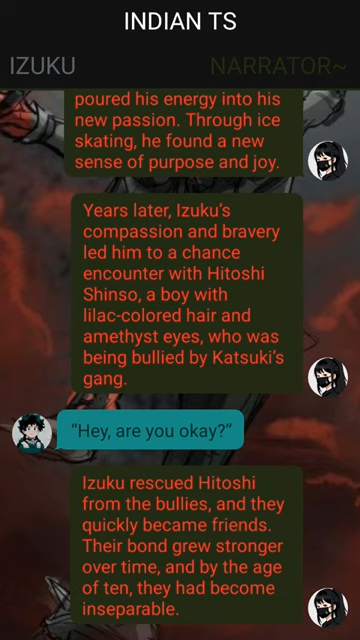 INDIAN TS
IZUKU
NARRATOR~
poured his energy into his
new passion. Through ice
skating, he found a new
sense of purpose and joy.
Years later, Izuku's
compassion and bravery
led him to a chance
encounter with Hitoshi
Shinso, a boy with
lilac-colored hair and
amethyst eyes, who was
being bullied by Katsuki's
gang.
“Hey, are you okay?”
Izuku rescued Hitoshi
from the bullies, and they
quickly became friends.
Their bond grew stronger
over time, and by the age
of ten, they had become
inseparable.